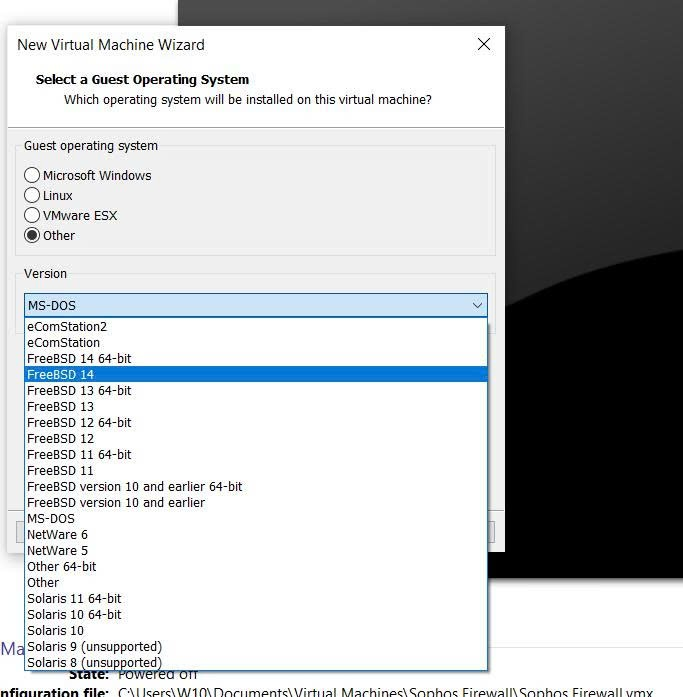 New Virtual Machine Wizard
Select a Guest Operating System
Which operating system will be installed on this virtual machine?
Guest operating system
Microsoft Windows
Linux
VMware ESX
Other
Version
MS-DOS
eComStation2
eComStation
FreeBSD 14 64-bit
FreeBSD 14
FreeBSD 13 64-bit
FreeBSD 13
FreeBSD 12 64-bit
FreeBSD 12
FreeBSD 11 64-bit
FreeBSD 11
FreeBSD version 10 and earlier 64-bit
FreeBSD version 10 and earlier
MS-DOS
NetWare 6
NetWare 5
Other 64-bit
Other
Solaris 11 64-bit
Solaris 10 64-bit
Solaris 10
Solaris 9 (unsupported)
Ma
Solaris 8 (unsupported)
State: Powered off
nfiguration file: C:\Users\W10\Documents\Virtual Machines\Sophos Firewall\Sophos Firewall.vmx